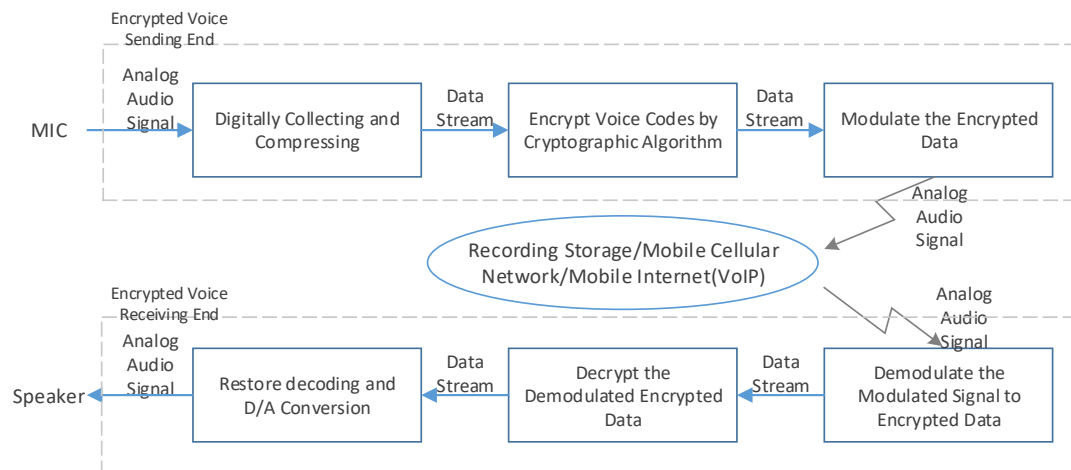 Encrypted Voice
Sending End
Analog
Audio
Signal
MIC
Digitally Collecting and
Compressing
Data
Stream
Encrypt Voice Codes by
Cryptographic Algorithm
Data
Stream
Modulate the Encrypted
Data
Analog
Audio
Signal
Recording Storage/Mobile Cellular
Network/Mobile Internet(VoIP)
Encrypted Voice
Receiving End
Analog
Audio
Signal
Analog
Audio
Signal
Speaker
Restore decoding and
D/A Conversion
Data
Stream
Decrypt the
Demodulated Encrypted
Data
Data
Stream
Demodulate the
Modulated Signal to
Encrypted Data